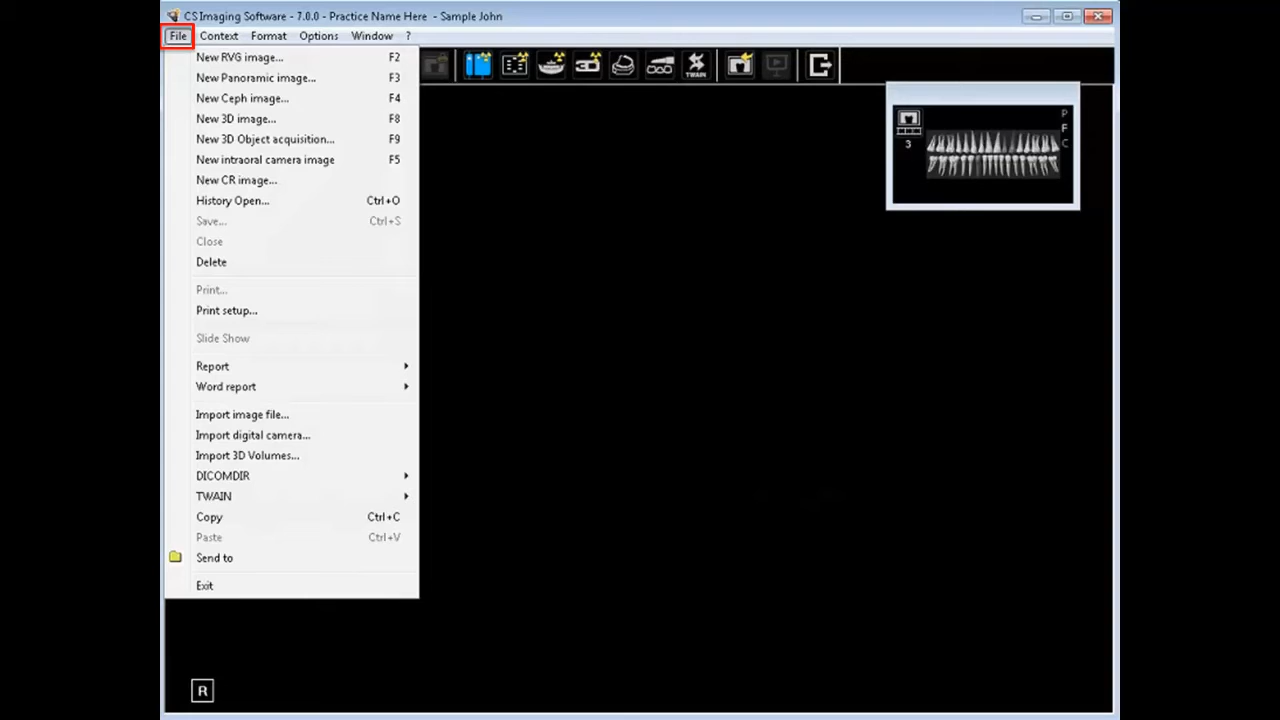 CS Imaging Software - 7.0.0 - Practice Name Here - Sample John
File Context Format Options Window ?
New RVG image... F2
New Panoramic image... F3
New Ceph image... F4
New 3D image... F8
New 3D Object acquisition... F9
New intraoral camera image F5
New CR image...
History Open... Ctrl+O
Save... Ctrl+S
Close
Delete
Print...
Print setup...
Slide Show
Report
Word report
Import image file...
Import digital camera...
Import 3D Volumes...
DICOMDIR
TWAIN
Copy Ctrl+C
Paste Ctrl+V
Send to
Exit
3D
TWAIN
P
F
C
3
R